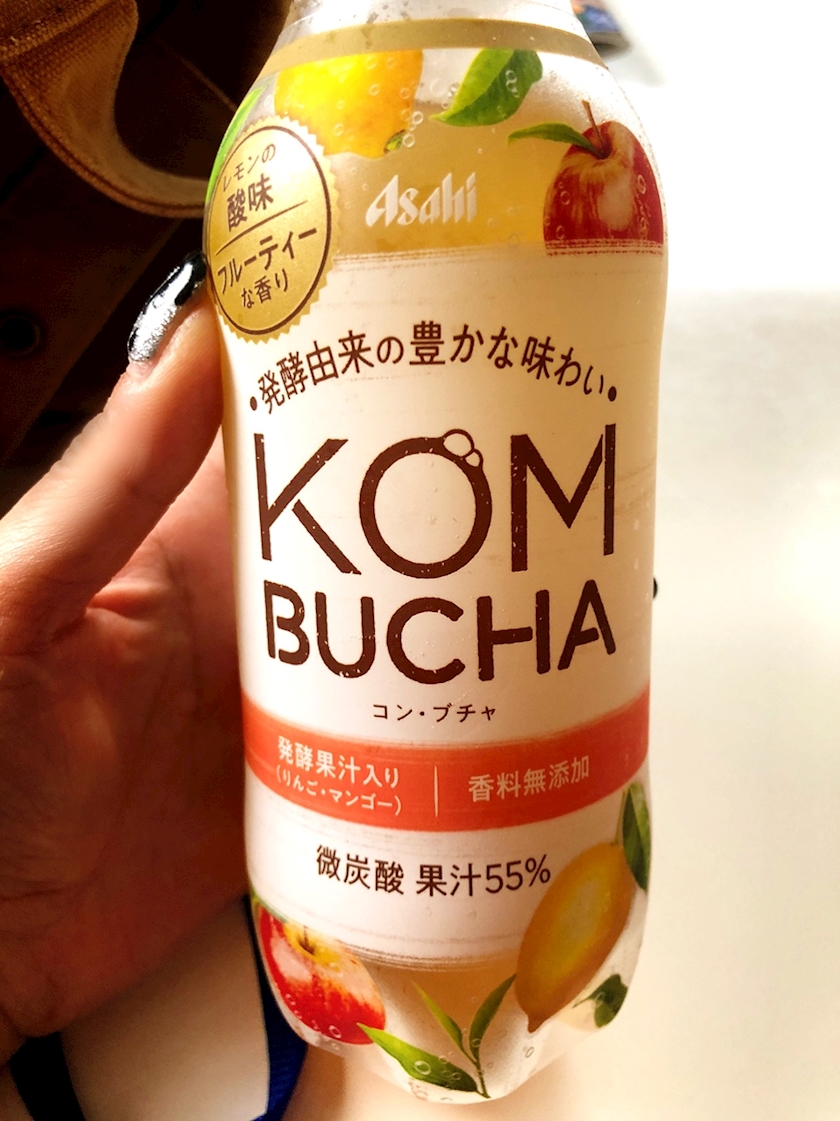 Asahi
レモンの
酸味
フルーティー
な香り
・発酵由来の豊かな味わい・
KOM
BUCHA
コン・ブチャ
発酵果汁入り
(りんご・マンゴー)
香料無添加
微炭酸 果汁55%